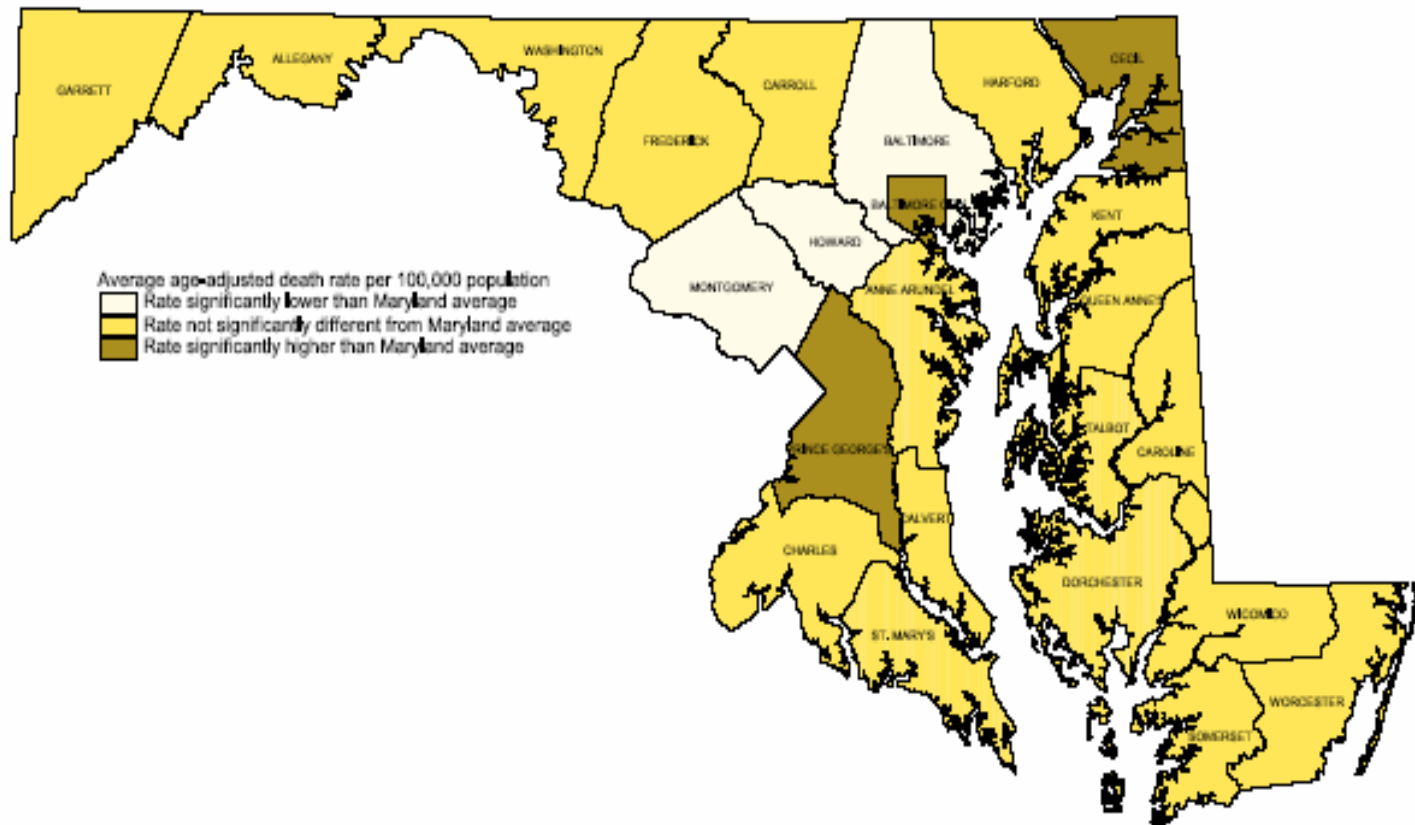 WASHINGTON
ALLEGANY
CECIL
GARRETT
CARROLL
HARFORD
FREDERICK
BALTIMORE
BALTIMORE
KENT
HOWARD
Average age-adjusted death rate per 100,000 population
MONTGOMERY
ANNE ARUNDEL
QUEEN ANNE'S
Rate significantly lower than Maryland average
Rate not significantly different from Maryland average
Rate significantly higher than Maryland average
TALBOT
PRINCE GEORGE'S
CAROLINE
CALVERT
CHARLES
DORCHESTER
WICOMICO
ST. MARY'S
WORCESTER
SOMERSET